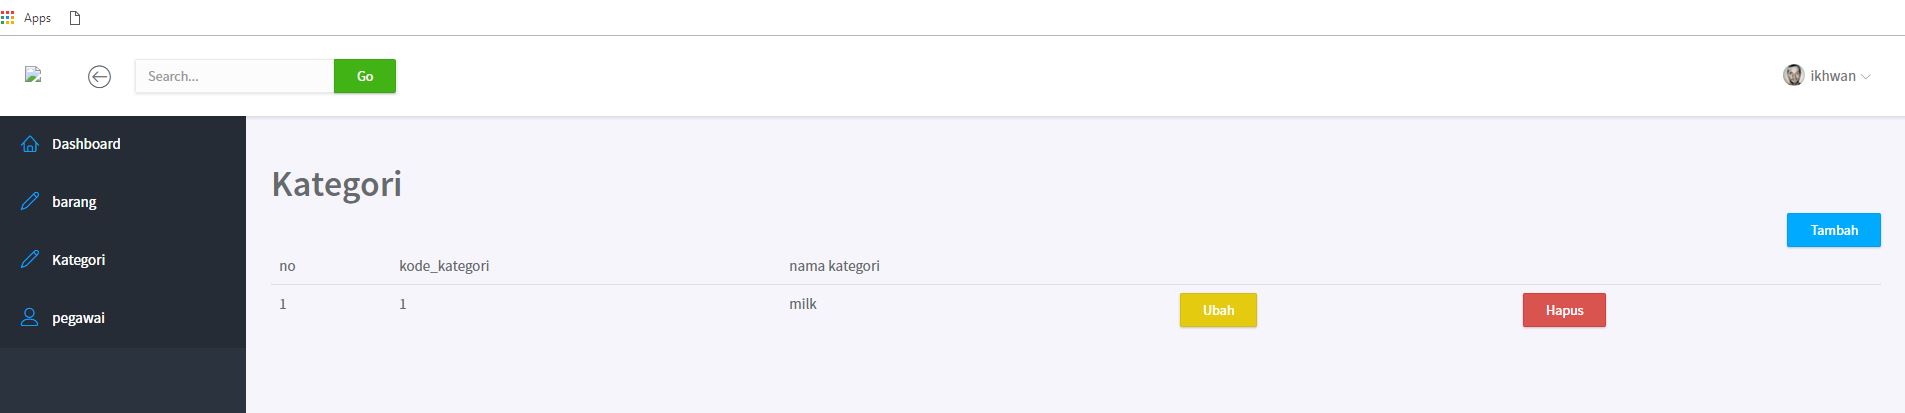 Apps
Search... Go ikhwan
Dashboard
barang
Kategori
pegawai
Kategori
Tambah
no kode_kategori nama kategori
1 1 milk Ubah Hapus